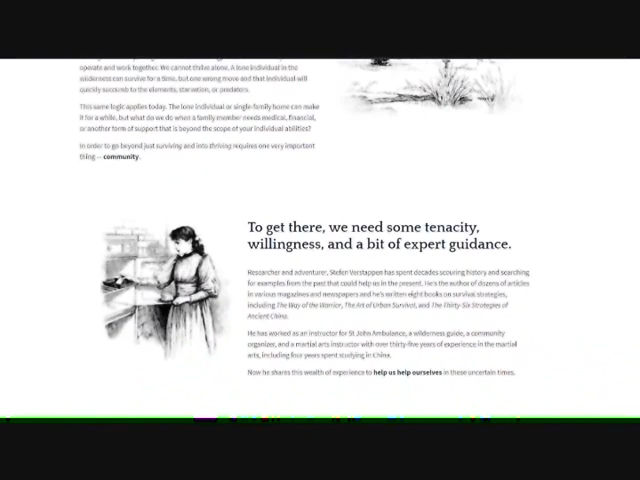 operate and work together. We cannot thrive alone. A lone individual in the
wilderness can survive for a time, but one wrong move and that individual will
quickly succumb to the elements, starvation, or predators.
This same logic applies today. The lone individual or single-family home can make
it for a while, but what do we do when a family member needs medical, financial,
or another form of support that is beyond the scope of your individual abilities?
In order to go beyond just surviving and into thriving requires one very important
thing — community.
To get there, we need some tenacity,
willingness, and a bit of expert guidance.
Researcher and adventurer, Stefan Verstappen has spent decades scouring history and searching
for examples from the past that could help us in the present. He's the author of dozens of articles
in various magazines and newspapers and he's written eight books on survival strategies,
including The Way of the Warrior, The Art of Urban Survival, and The Thirty-Six Strategies of
Ancient China.
He has worked as an instructor for St John Ambulance, a wilderness guide, a community
organizer, and a martial arts instructor with over thirty-five years of experience in the martial
arts, including four years spent studying in China.
Now he shares this wealth of experience to help us help ourselves in these uncertain times.